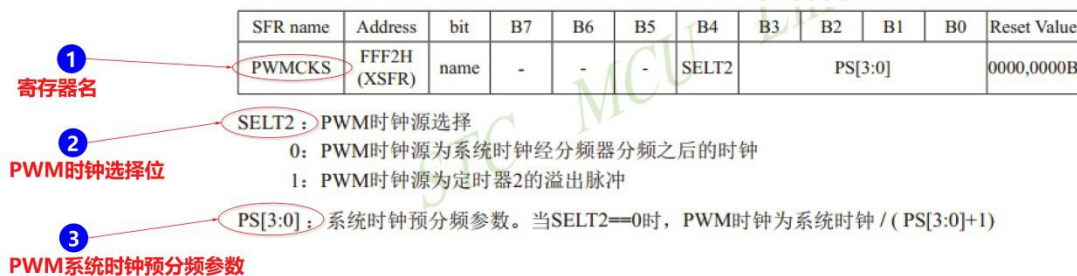 SFR name Address bit B7 B6 B5 B4 B3 B2 B1 B0 Reset Value
PWMCKS FFF2H (XSFR) name - - - SELT2 PS[3:0] 0000,0000B
1
寄存器名
SELT2 : PWM时钟源选择
0: PWM时钟源为系统时钟经分频器分频之后的时钟
2
PWM时钟选择位
1: PWM时钟源为定时器2的溢出脉冲
PS[3:0] : 系统时钟预分频参数。当SELT2==0时，PWM时钟为系统时钟 / ( PS[3:0]+1)
3
PWM系统时钟预分频参数
STC MCU